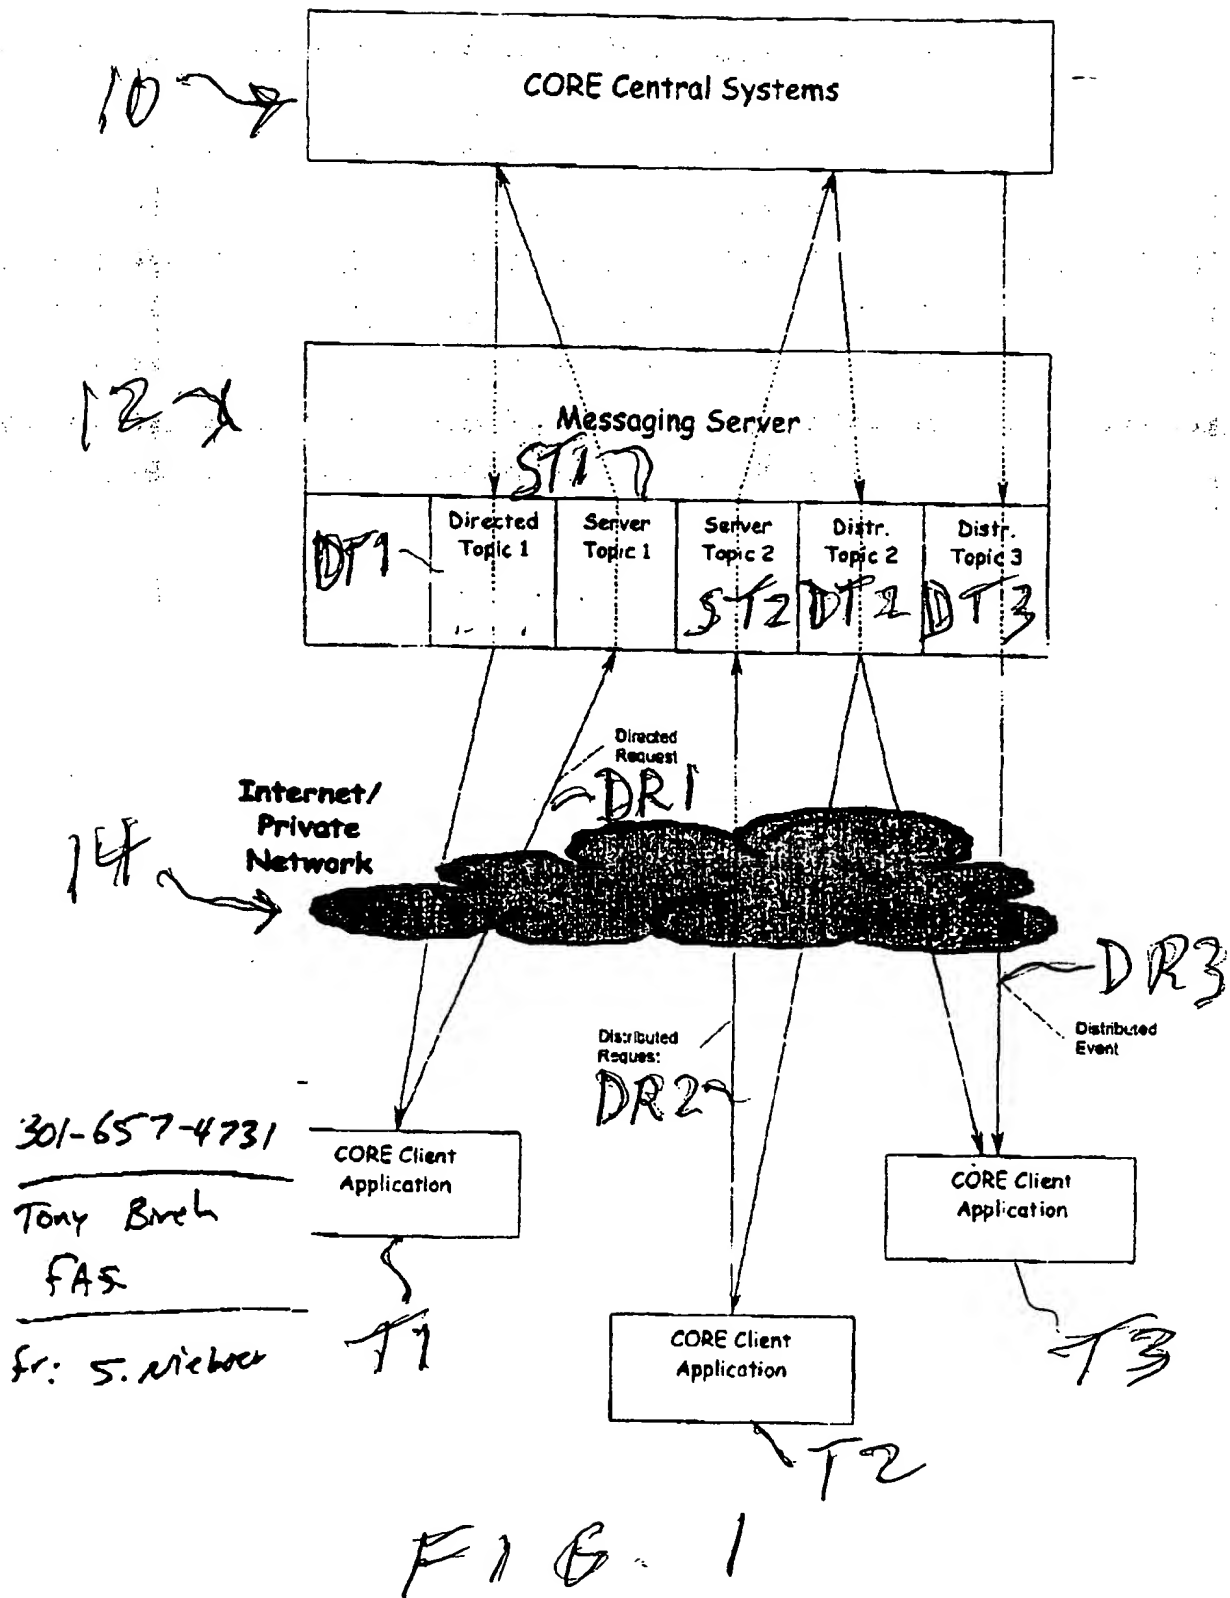 10
CORE Central Systems
12
Messaging Server
ST1
DT1
Directed
Topic 1
Server
Topic 1
Server
Topic 2
ST2
Distr.
Topic 2
DT2
Distr.
Topic 3
DT3
Directed
Request
DR1
Internet/
Private
Network
14
DR3
Distributed
Event
Distributed
Reques:
DR2
301-657-4731
Tony
FAX
fr: S.
CORE Client
Application
T1
CORE Client
Application
T3
CORE Client
Application
T2
FIG. 1